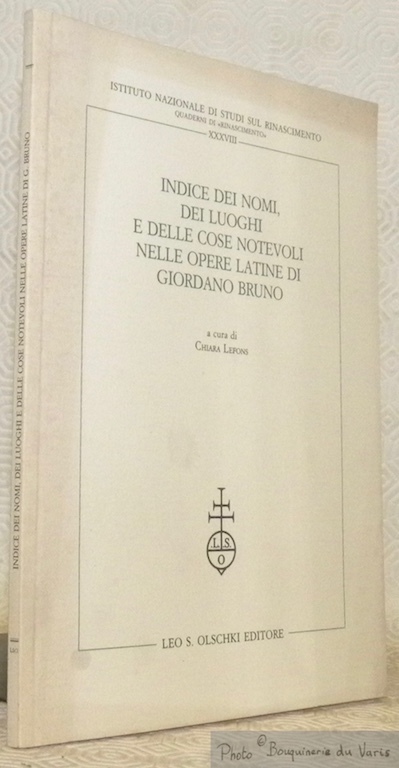 ISTITUTO NAZIONALE DI STUDI SUL RINASCIMENTO
QUADERNI DI «RINASCIMENTO»
XXXVIII
INDICE DEI NOMI,
DEI LUOGHI
E DELLE COSE NOTEVOLI
NELLE OPERE LATINE DI
GIORDANO BRUNO
a cura di
CHIARA LEFONS
L. S.
O
LEO S. OLSCHKI EDITORE
INDICE DEI NOMI, DEI LUOGHI E DELLE COSE NOTEVOLI NELLE OPERE LATINE DI G. BRUNO
LSO
Photo © Bouquinerie du Varis